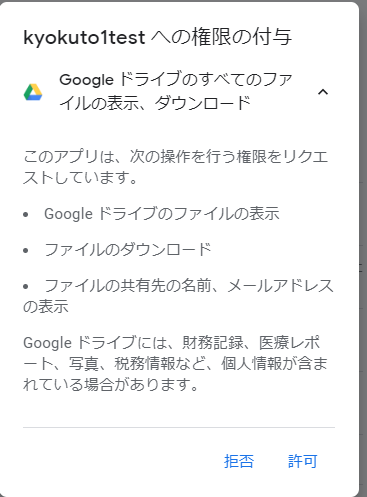 kyokuto1test への権限の付与
Google ドライブのすべてのファ
イルの表示、ダウンロード
このアプリは、次の操作を行う権限をリクエ
ストしています。
• Google ドライブのファイルの表示
• ファイルのダウンロード
• ファイルの共有先の名前、メールアドレス
の表示
Google ドライブには、財務記録、医療レポ
ート、写真、税務情報など、個人情報が含ま
れている場合があります。
拒否 許可